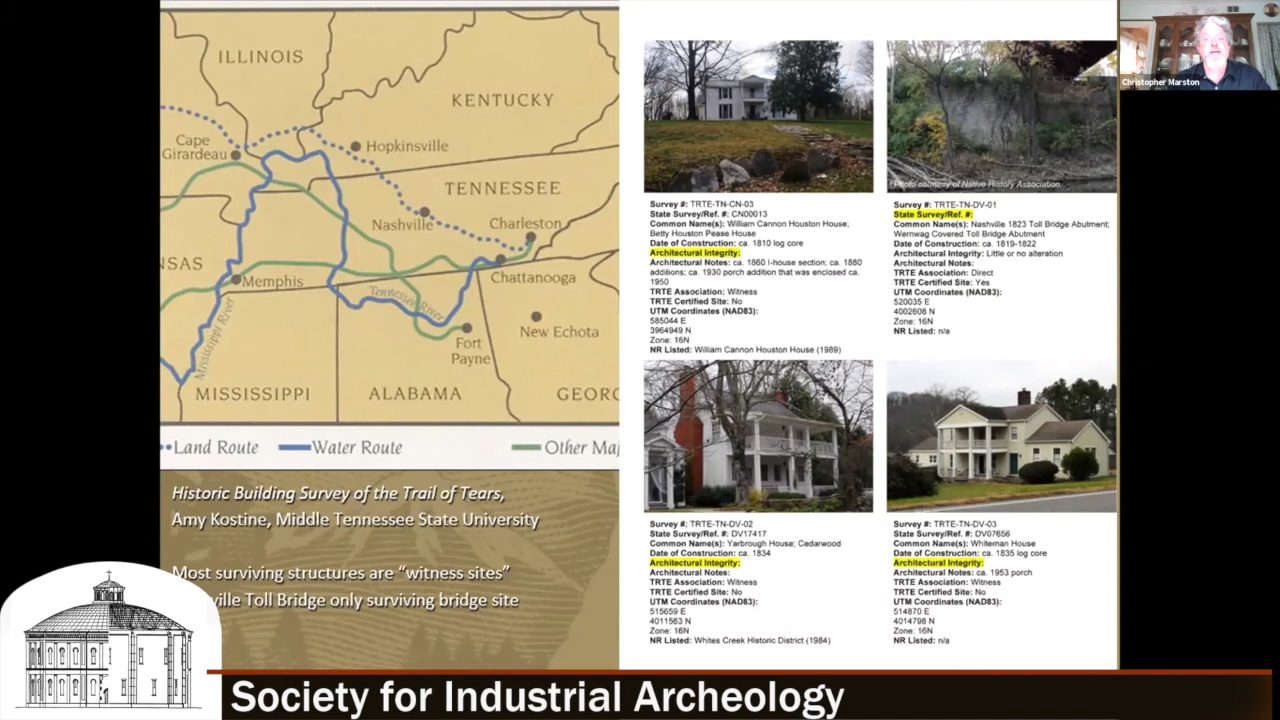 ILLINOIS
KENTUCKY
Cape
Girardeau
Hopkinsville
TENNESSEE
Nashville
Charleston
Chattanooga
Memphis
Tennessee River
Mississippi River
New Echota
Fort
Payne
MISSISSIPPI
ALABAMA
Land Route
Water Route
Historic Building Survey of the Trail of Tears,
Amy Kostine, Middle Tennessee State University
Most surviving structures are “witness sites”
Toll Bridge only surviving bridge site
Survey #: TRTE-TN-CN-03
State Survey/Ref. #: CN00013
Common Name(s): William Cannon Houston House;
Betty Houston Pease House
Date of Construction: ca. 1810 log core
Architectural Integrity:
Architectural Notes: ca. 1860 I-house section; ca. 1880
additions; ca. 1930 porch addition that was enclosed ca.
1950
TRTE Association: Witness
TRTE Certified Site: No
UTM Coordinates (NAD83):
585044 E
3964949 N
Zone: 16N
NR Listed: William Cannon Houston House (1989)
Photo courtesy of Native History Association
Survey #: TRTE-TN-DV-01
State Survey/Ref. #:
Common Name(s): Nashville 1823 Toll Bridge Abutment;
Wernwag Covered Toll Bridge Abutment
Date of Construction: ca. 1819-1822
Architectural Integrity: Little or no alteration
Architectural Notes:
TRTE Association: Direct
TRTE Certified Site: Yes
UTM Coordinates (NAD83):
520035 E
4002608 N
Zone: 16N
NR Listed: n/a
Survey #: TRTE-TN-DV-02
State Survey/Ref. #: DV17417
Common Name(s): Yarbrough House; Cedarwood
Date of Construction: ca. 1834
Architectural Integrity:
Architectural Notes:
TRTE Association: Witness
TRTE Certified Site: No
UTM Coordinates (NAD83):
515659 E
4011563 N
Zone: 16N
NR Listed: Whites Creek Historic District (1984)
Survey #: TRTE-TN-DV-03
State Survey/Ref. #: DV07656
Common Name(s): Whiteman House
Date of Construction: ca. 1835 log core
Architectural Integrity:
Architectural Notes: ca. 1953 porch
TRTE Association: Witness
TRTE Certified Site: No
UTM Coordinates (NAD83):
514870 E
4014798 N
Zone: 16N
NR Listed: n/a
Christopher Marston
Society for Industrial Archeology